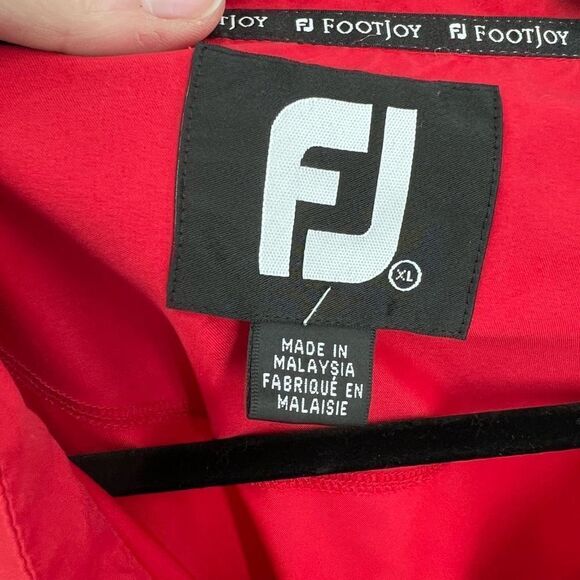 FJ FOOTJOY FJ FOOTJOY
FJ
XL
MADE IN
MALAYSIA
FABRIQUÉ EN
MALAISIE